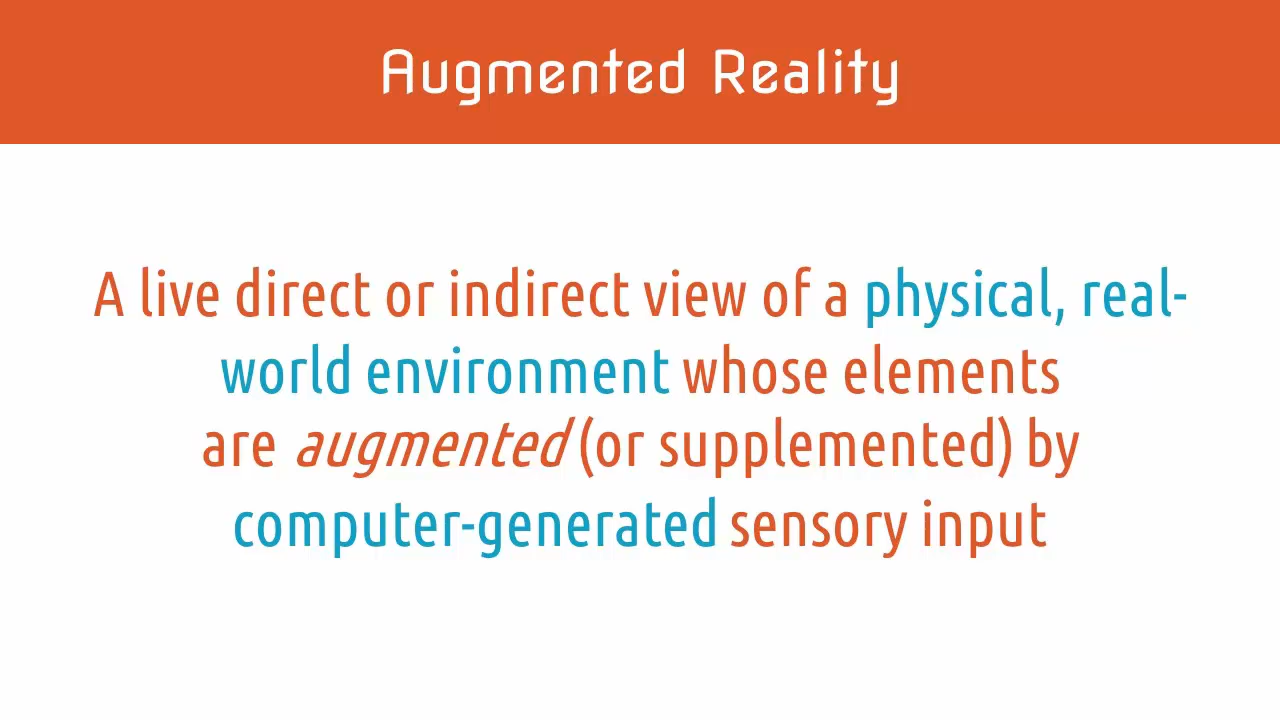 Augmented Reality
A live direct or indirect view of a physical, real-
world environment whose elements
are augmented (or supplemented) by
computer-generated sensory input